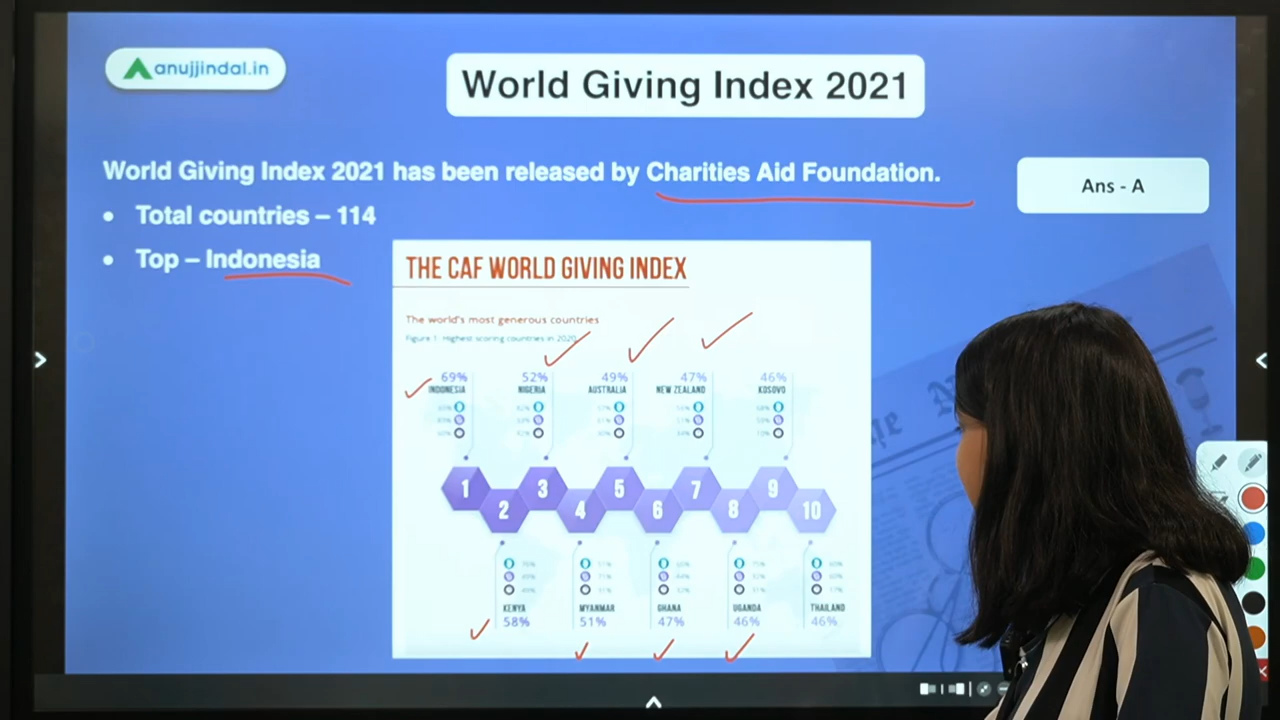 anujjindal.in
World Giving Index 2021
World Giving Index 2021 has been released by Charities Aid Foundation.
Ans - A
• Total countries – 114
• Top – Indonesia
THE CAF WORLD GIVING INDEX
The world's most generous countries
Figure 1: Highest scoring countries in 2020
69% 52% 49% 47% 46%
INDONESIA NIGERIA AUSTRALIA NEW ZEALAND KOSOVO
1 3 5 7 9
2 4 6 8 10
KENYA MYANMAR GHANA UGANDA THAILAND
58% 51% 47% 46% 46%